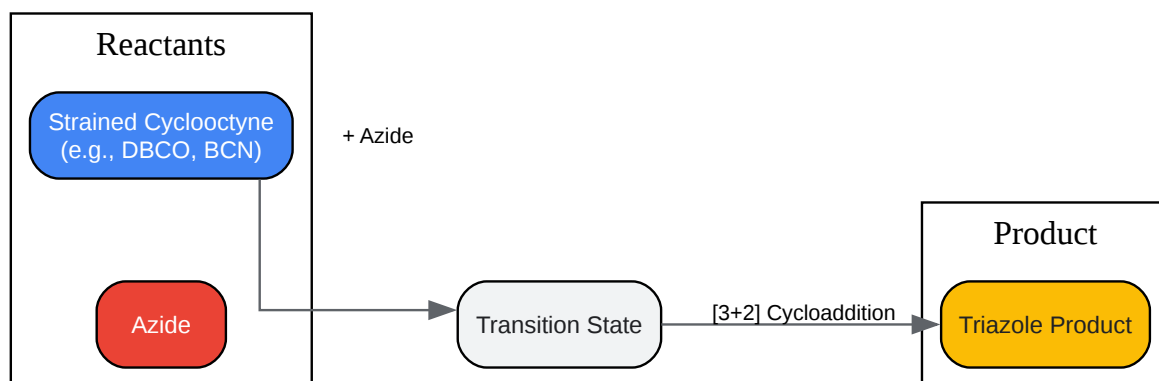 Reactants
Strained Cyclooctyne
(e.g., DBCO, BCN)
+ Azide
Azide
Transition State
[3+2] Cycloaddition
Product
Triazole Product